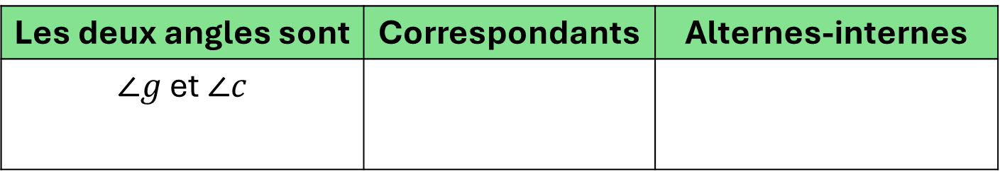 Les deux angles sont Correspondants Alternes-internes
∠g et ∠c